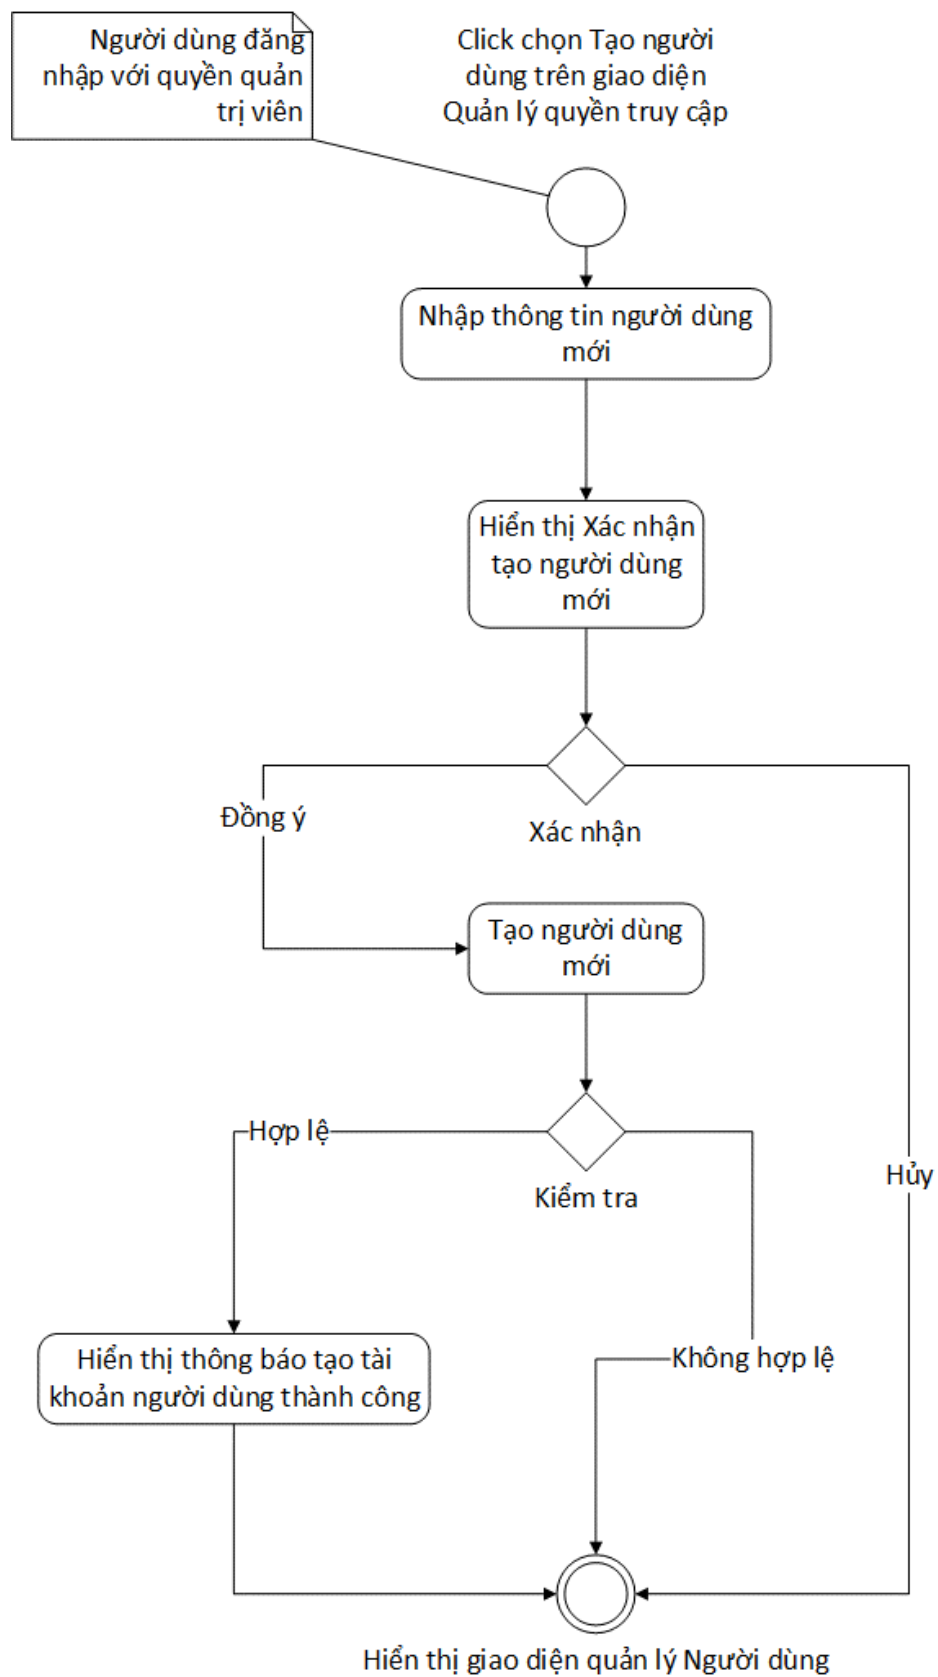 Người dùng đăng
nhập với quyền quản
trị viên
Click chọn Tạo người
dùng trên giao diện
Quản lý quyền truy cập
Nhập thông tin người dùng
mới
Hiển thị Xác nhận
tạo người dùng
mới
Đồng ý
Xác nhận
Tạo người dùng
mới
Hợp lệ
Kiểm tra
Hủy
Hiển thị thông báo tạo tài
khoản người dùng thành công
Không hợp lệ
Hiển thị giao diện quản lý Người dùng